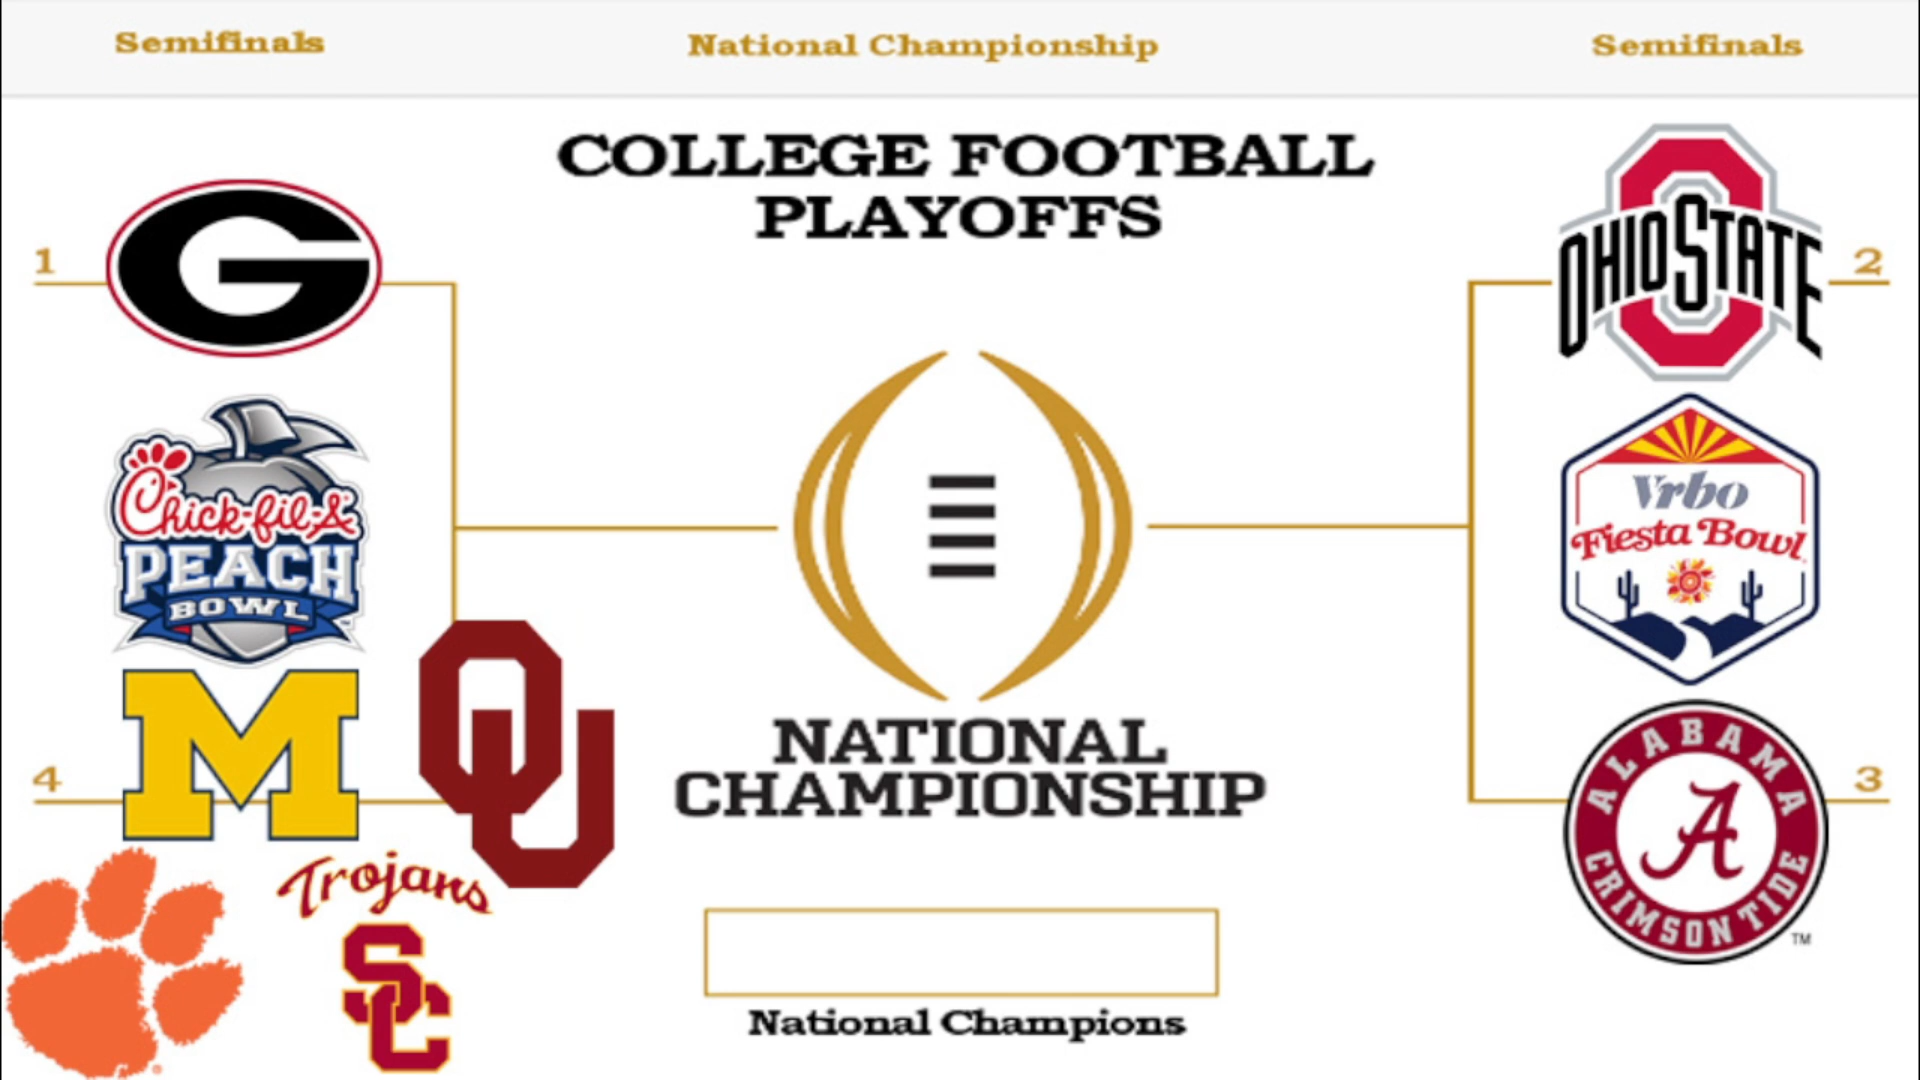 Semifinals
National Championship
Semifinals
COLLEGE FOOTBALL
PLAYOFFS
1
G
Chick-fil-A
PEACH
BOWL
M
4
OU
Trojans
SC
NATIONAL
CHAMPIONSHIP
National Champions
OHIO STATE
2
Vrbo
Fiesta Bowl
3
ALABAMA
A
CRIMSON TIDE
TM